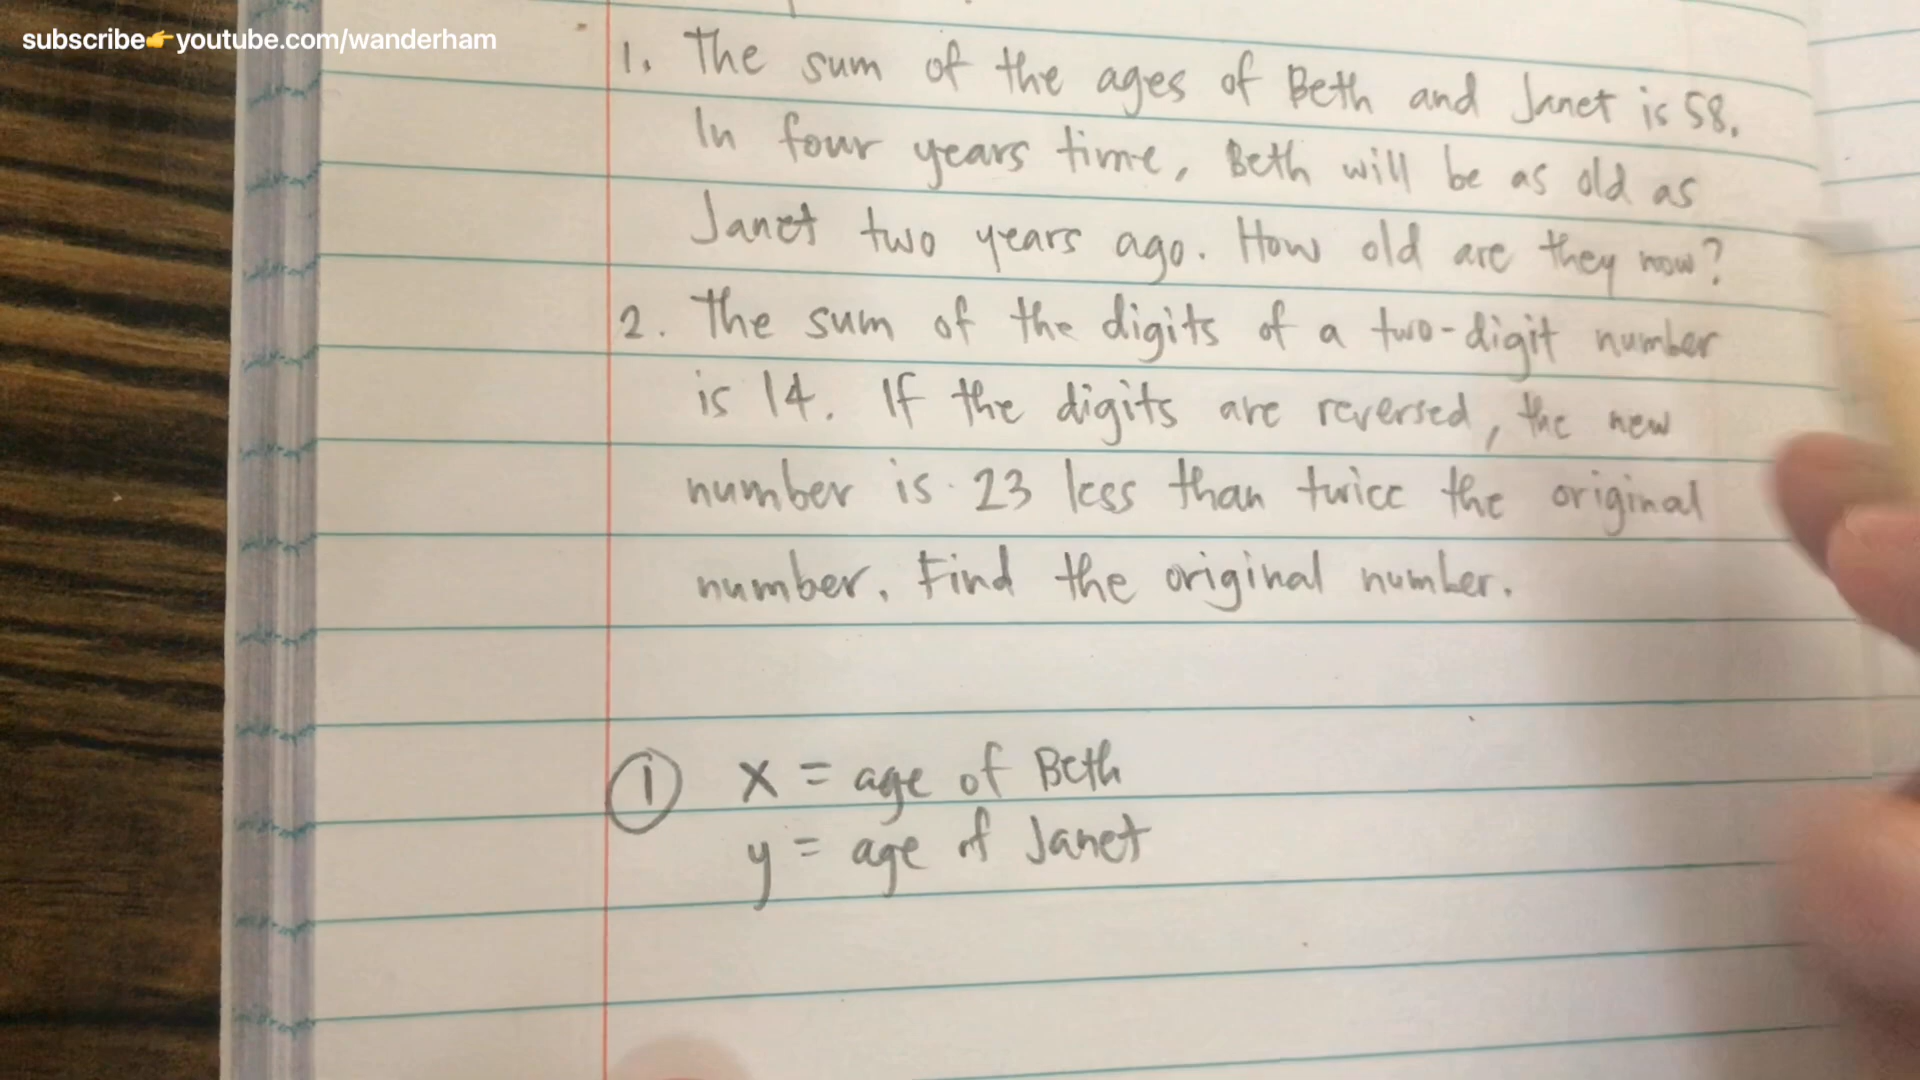 subscribe👉youtube.com/wanderham
1. The sum of the ages of Beth and Janet is 58.
In four years time, Beth will be as old as
Janet two years ago. How old are they now?
2. The sum of the digits of a two-digit number
is 14. If the digits are reversed, the new
number is 23 less than twice the original
number. Find the original number.
① x = age of Beth
y = age of Janet